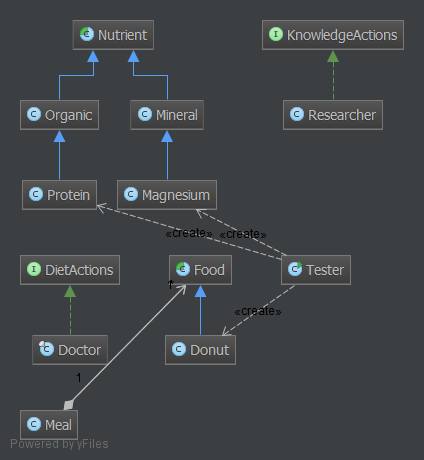 C Nutrient
I KnowledgeActions
C Organic
C Mineral
C Researcher
C Protein
C Magnesium
«create»
«create»
I DietActions
C Food
C Tester
1
«create»
C Doctor
C Donut
1
C Meal
Powered by yFiles